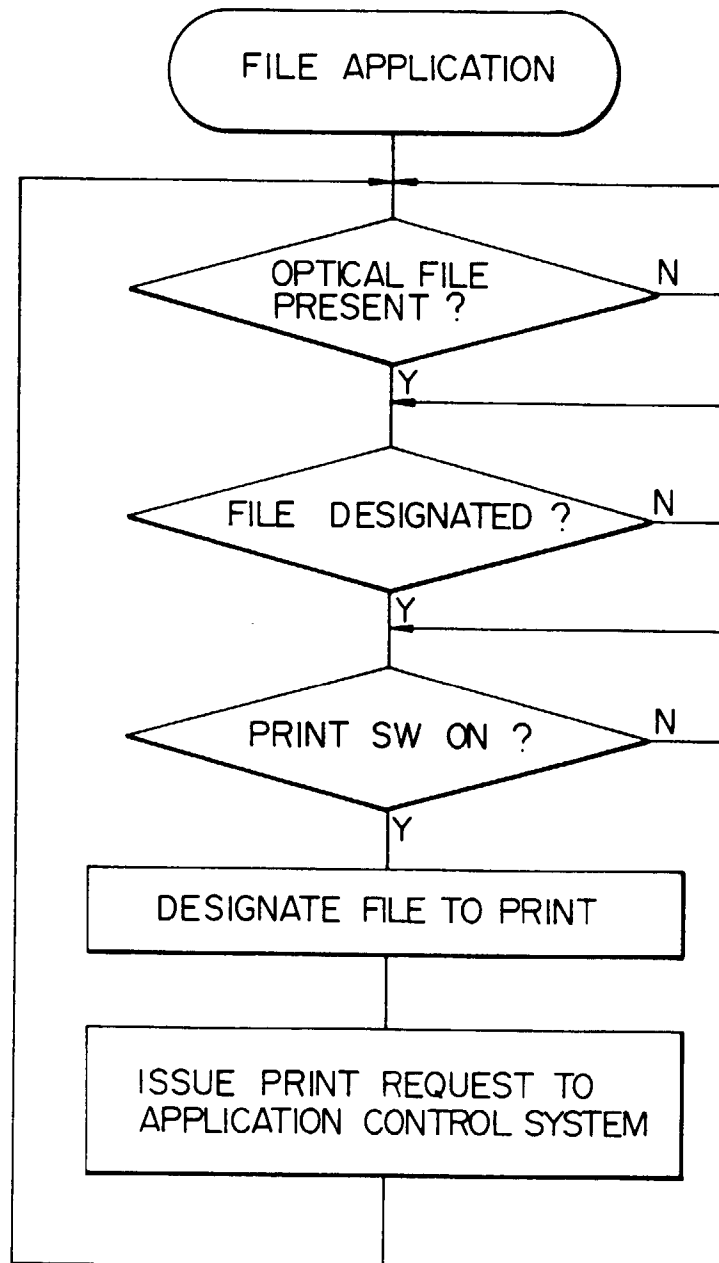 FILE APPLICATION
OPTICAL FILE
PRESENT ?
N
Y
FILE DESIGNATED ?
N
Y
PRINT SW ON ?
N
Y
DESIGNATE FILE TO PRINT
ISSUE PRINT REQUEST TO
APPLICATION CONTROL SYSTEM